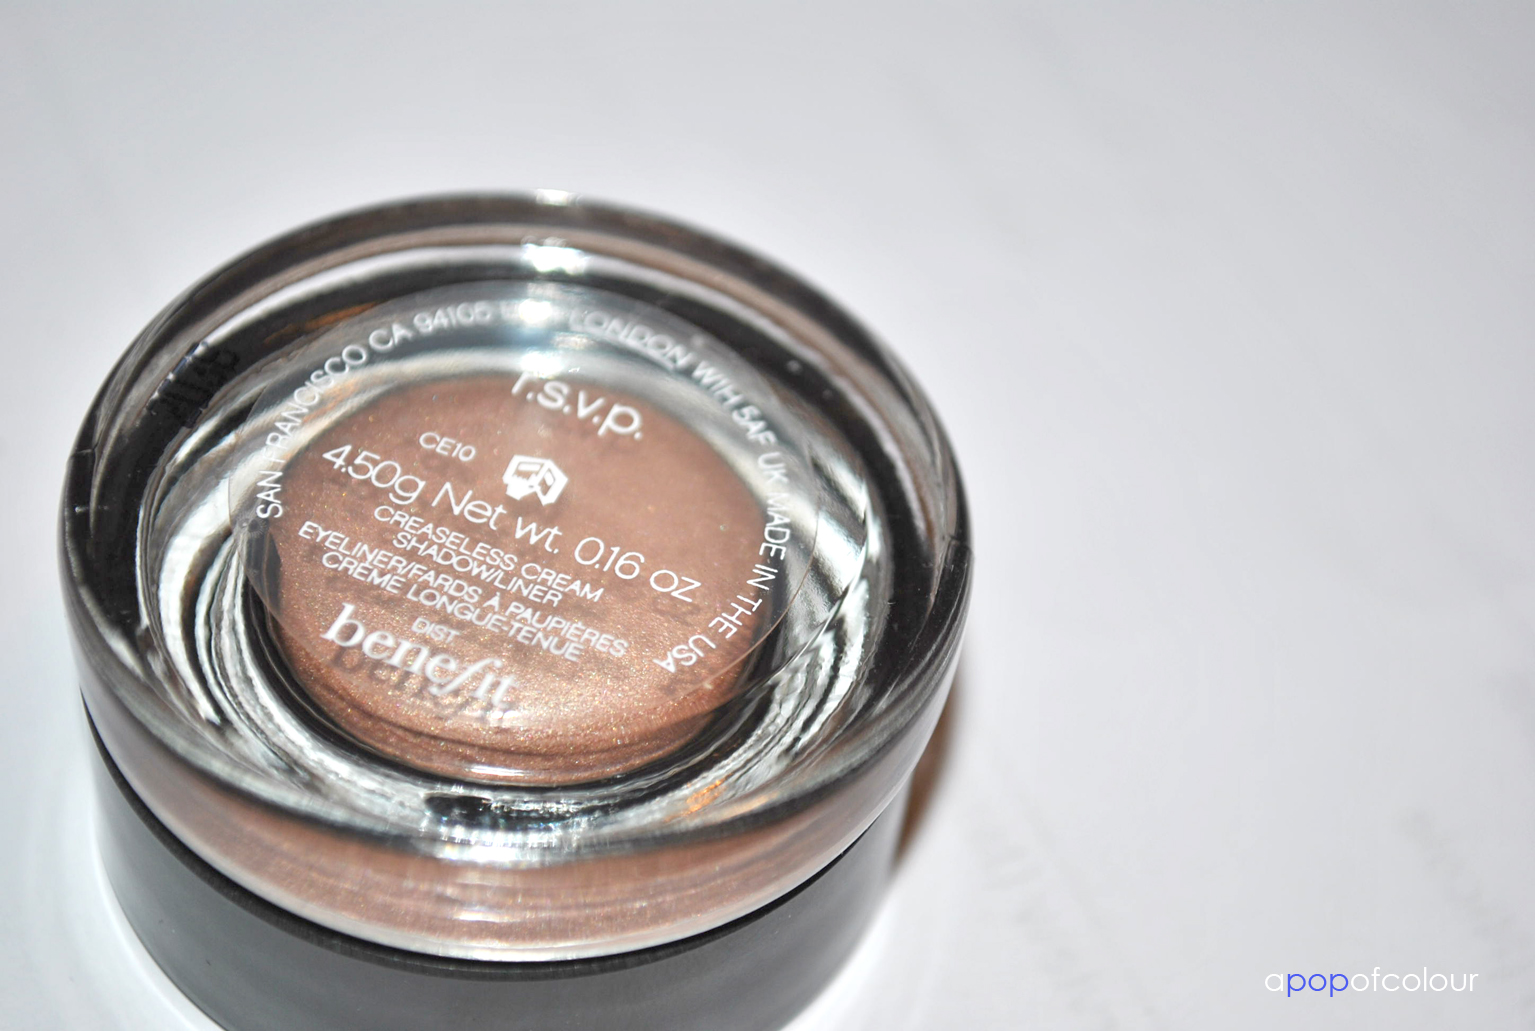 SAN FRANCISCO CA 94105 LONDON W1H 5AF UK MADE IN THE USA
r.s.v.p.
CE10
4.50g Net wt. 0.16 OZ
CREASELESS CREAM
SHADOW/LINER
EYELINER/FARDS À PAUPIÈRES
CRÈME LONGUE-TENUE
DIST
benefit
apopofcolour